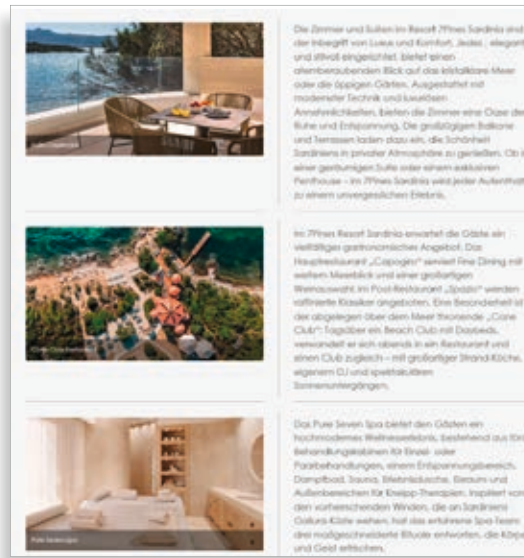 Die Zimmer und Suiten im Resort 7Pines Sardinia sind
der Inbegriff von Luxus und Komfort. Jedes, elegant
und stilvoll eingerichtet, bietet einen
atemberaubenden Blick auf das kristallklare Meer
oder die üppigen Gärten. Ausgestattet mit
modernster Technik und luxuriösen
Annehmlichkeiten, bieten die Zimmer eine Oase der
Ruhe und Entspannung. Die großzügigen Balkone
und Terrassen laden dazu ein, die Schönheit
Sardiniens in privater Atmosphäre zu genießen. Ob
einer geräumigen Suite oder einem exklusiven
Penthouse – im 7Pines Sardinia wird jeder Aufenthalt
zu einem unvergesslichen Erlebnis.
Im 7Pines Resort Sardinia erwartet die Gäste ein
vielfältiges gastronomisches Angebot. Das
Hauptrestaurant „Capogiro“ serviert Fine Dining mit
weitem Meerblick und einer großartigen
Weinauswahl, im Pool-Restaurant „Spazio“ werden
raffinierte Klassiker angeboten. Eine Besonderheit ist
der abgelegen über dem Meer thronende „Cone
Club“: Tagsüber ein Beach Club mit Daybeds,
verwandelt er sich abends in ein Restaurant und
einen Club zugleich – mit großartiger Strand-Küche,
eigenem DJ und spektakulären
Sonnenuntergängen.
Das Pure Seven Spa bietet den Gästen ein
hochmodernes Wellnesserlebnis, bestehend aus fünf
Behandlungskabinen für Einzel- oder
Paarbehandlungen, einem Entspannungsbereich,
Dampfbad, Sauna, Erlebnisdusche, Eisraum und
Außenbereichen für Kneipp-Therapien. Inspiriert von
den vorherrschenden Winden, die an Sardiniens
Gallura-Küste wehen, hat das erfahrene Spa-Team
drei maßgeschneiderte Rituale entworfen, die Körper
und Geist erfrischen.